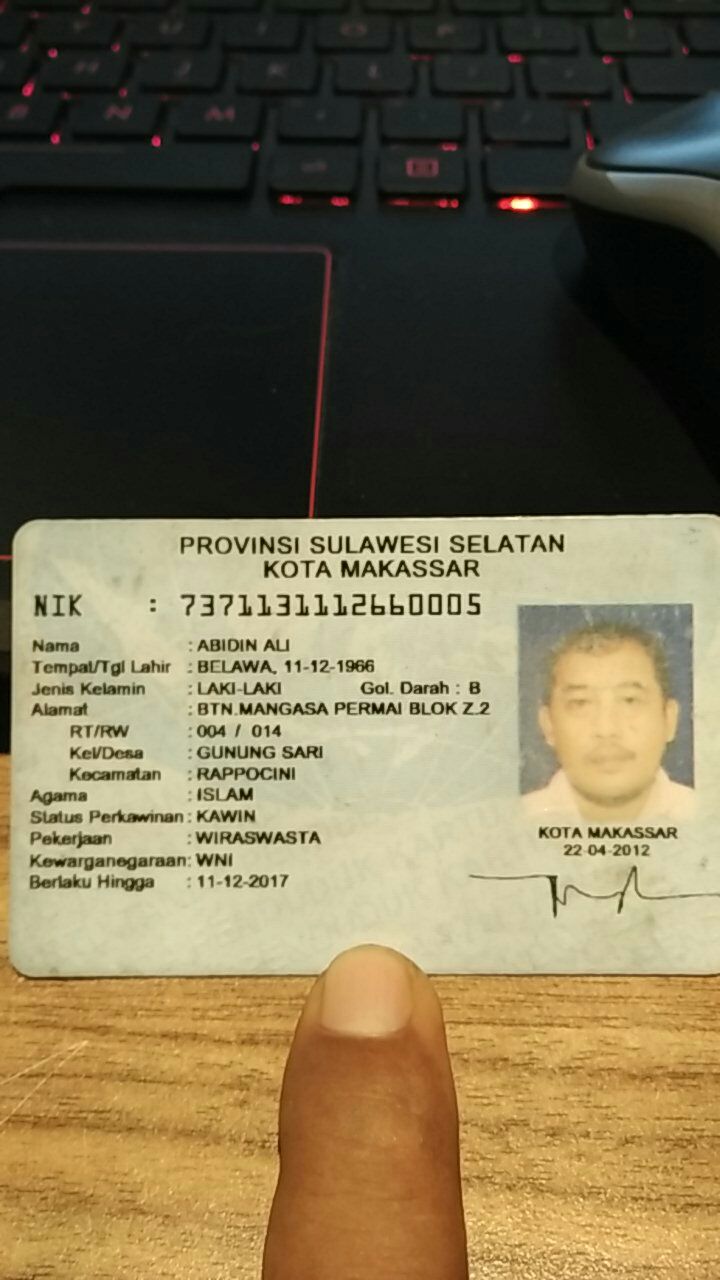 PROVINSI SULAWESI SELATAN
KOTA MAKASSAR
NIK : 7371131112660005
Nama : ABIDIN ALI
Tempat/Tgl Lahir : BELAWA, 11-12-1966
Jenis Kelamin : LAKI-LAKI Gol. Darah : B
Alamat : BTN.MANGASA PERMAI BLOK Z.2
RT/RW : 004 / 014
Kel/Desa : GUNUNG SARI
Kecamatan : RAPPOCINI
Agama : ISLAM
Status Perkawinan : KAWIN
Pekerjaan : WIRASWASTA
Kewarganegaraan : WNI
Berlaku Hingga : 11-12-2017
KOTA MAKASSAR
22-04-2012